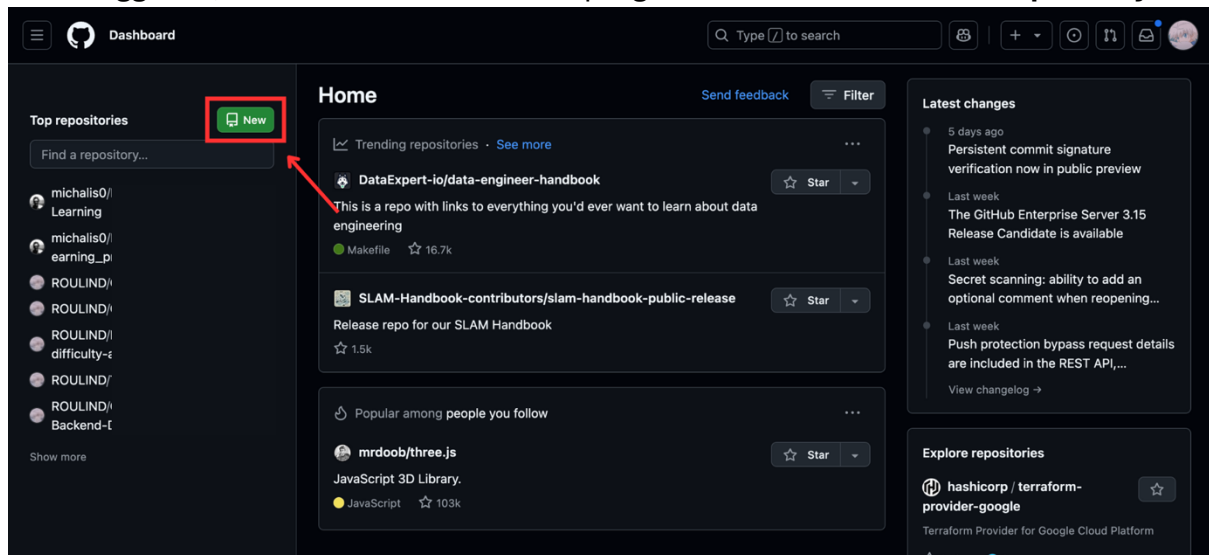 Dashboard
Type / to search
Top repositories
New
Find a repository...
michalis0/
Learning
michalis0/
ROULIND/
ROULIND/
ROULIND/
ROULIND/
ROULIND/
Show more
Home
Send feedback
Filter
Trending repositories · See more
DataExpert-io/data-engineer-handbook
Star
This is a repo with links to everything you'd ever want to learn about data
engineering
Makefile 16.7k
SLAM-Handbook-contributors/slam-handbook-public-release
Star
Release repo for our SLAM Handbook
1.5k
Popular among people you follow
mrdoob/three.js
Star
JavaScript 3D Library.
JavaScript 103k
Latest changes
5 days ago
Persistent commit signature
verification now in public preview
Last week
The GitHub Enterprise Server 3.15
Release Candidate is available
Last week
Secret scanning: ability to add an
optional comment when reopening...
Last week
Push protection bypass request details
are included in the REST API,...
View changelog →
Explore repositories
hashicorp / terraform-
provider-google
Terraform Provider for Google Cloud Platform